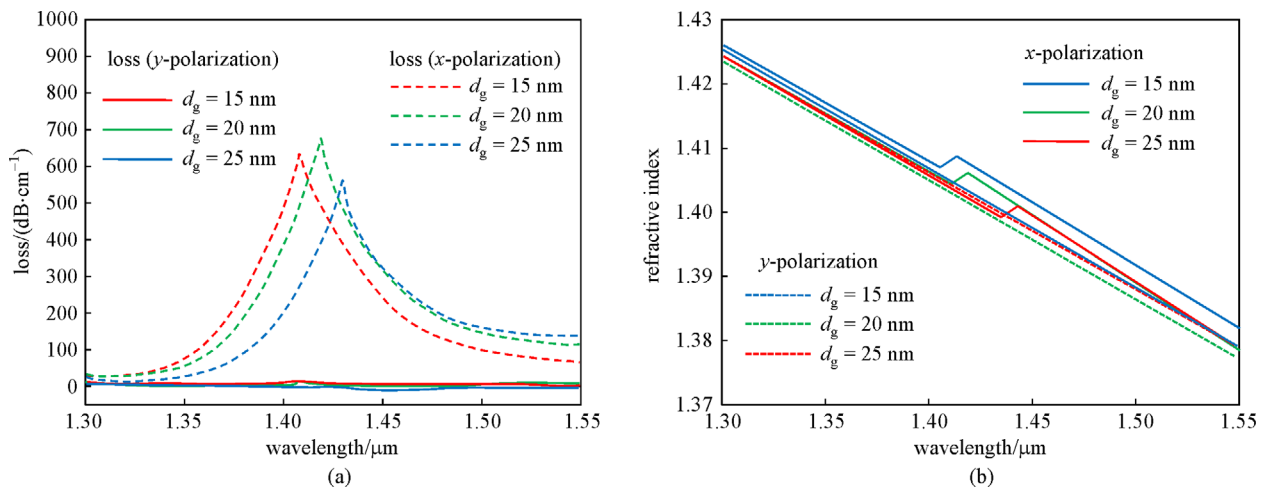 1000
900
800
700
600
500
400
300
200
100
0
loss/(dB·cm⁻¹)
loss (y-polarization)
d_g = 15 nm
d_g = 20 nm
d_g = 25 nm
loss (x-polarization)
d_g = 15 nm
d_g = 20 nm
d_g = 25 nm
1.30 1.35 1.40 1.45 1.50 1.55
wavelength/μm
(a)
1.43
1.42
1.41
1.40
1.39
1.38
1.37
refractive index
x-polarization
d_g = 15 nm
d_g = 20 nm
d_g = 25 nm
y-polarization
d_g = 15 nm
d_g = 20 nm
d_g = 25 nm
1.30 1.35 1.40 1.50 1.50 1.55
wavelength/μm
(b)